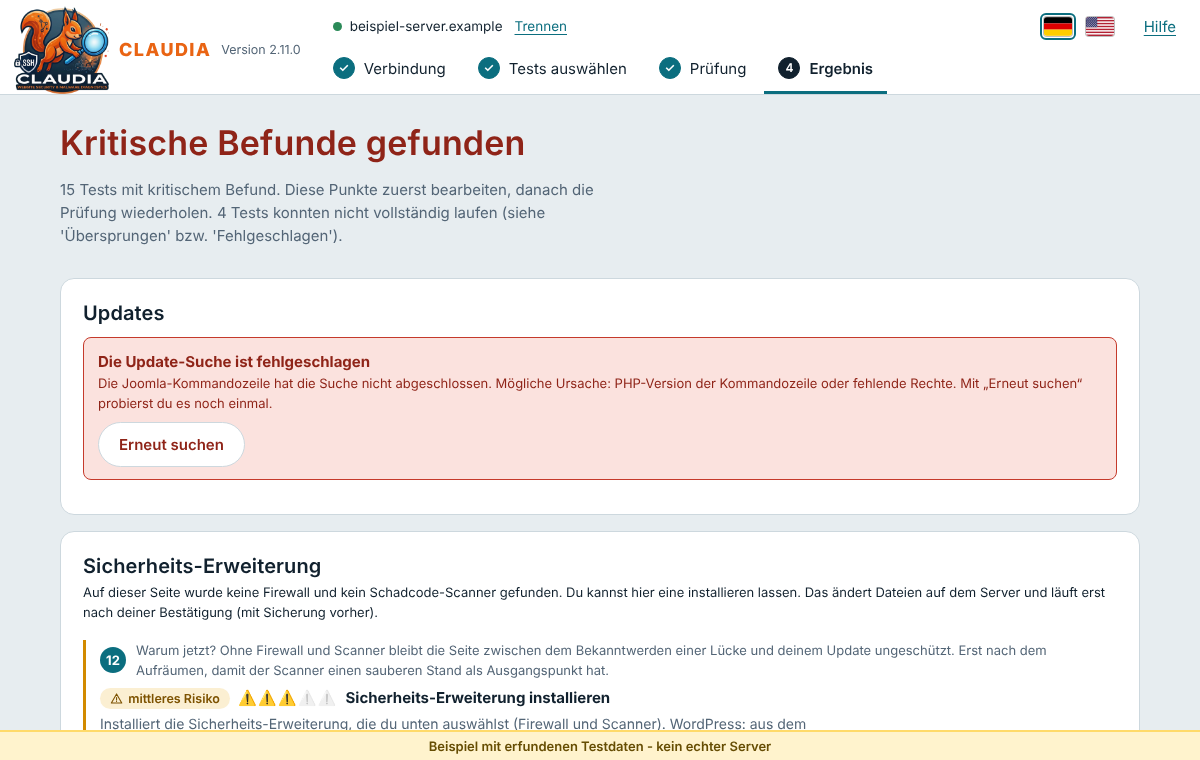 SSH
CLAUDIA
CLAUDIA Version 2.11.0
beispiel-server.example Trennen
Hilfe
Verbindung
Tests auswählen
Prüfung
4 Ergebnis
Kritische Befunde gefunden
15 Tests mit kritischem Befund. Diese Punkte zuerst bearbeiten, danach die
Prüfung wiederholen. 4 Tests konnten nicht vollständig laufen (siehe
'Übersprungen' bzw. 'Fehlgeschlagen').
Updates
Die Update-Suche ist fehlgeschlagen
Die Joomla-Kommandozeile hat die Suche nicht abgeschlossen. Mögliche Ursache: PHP-Version der Kommandozeile oder fehlende Rechte. Mit „Erneut suchen“
probierst du es noch einmal.
Erneut suchen
Sicherheits-Erweiterung
Auf dieser Seite wurde keine Firewall und kein Schadcode-Scanner gefunden. Du kannst hier eine installieren lassen. Das ändert Dateien auf dem Server und läuft erst
nach deiner Bestätigung (mit Sicherung vorher).
12
Warum jetzt? Ohne Firewall und Scanner bleibt die Seite zwischen dem Bekanntwerden einer Lücke und deinem Update ungeschützt. Erst nach dem
Aufräumen, damit der Scanner einen sauberen Stand als Ausgangspunkt hat.
mittleres Risiko Sicherheits-Erweiterung installieren
Installiert die Sicherheits-Erweiterung, die du unten auswählst (Firewall und Scanner). WordPress: aus dem
Beispiel mit erfundenen Testdaten - kein echter Server